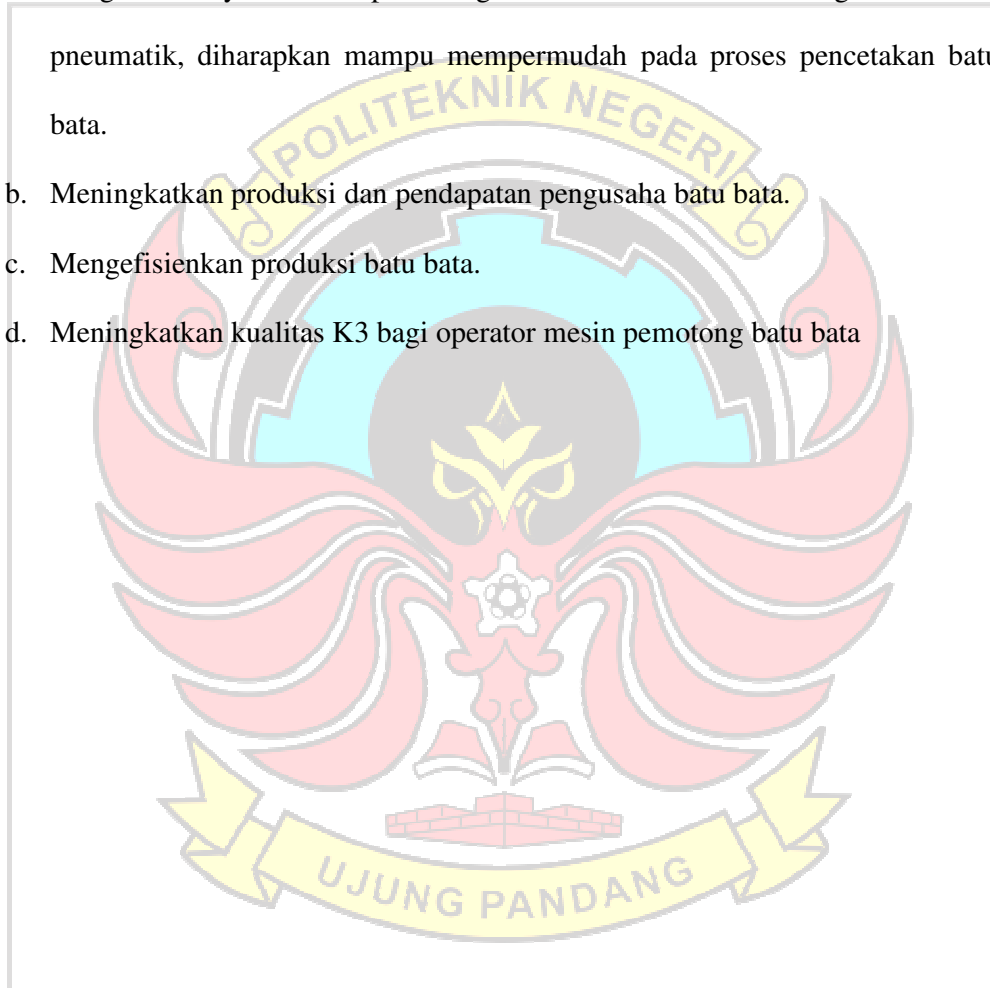 pneumatik, diharapkan mampu mempermudah pada proses pencetakan batu
bata.
b. Meningkatkan produksi dan pendapatan pengusaha batu bata.
c. Mengefisienkan produksi batu bata.
d. Meningkatkan kualitas K3 bagi operator mesin pemotong batu bata
POLITEKNIK NEGERI
UJUNG PANDANG